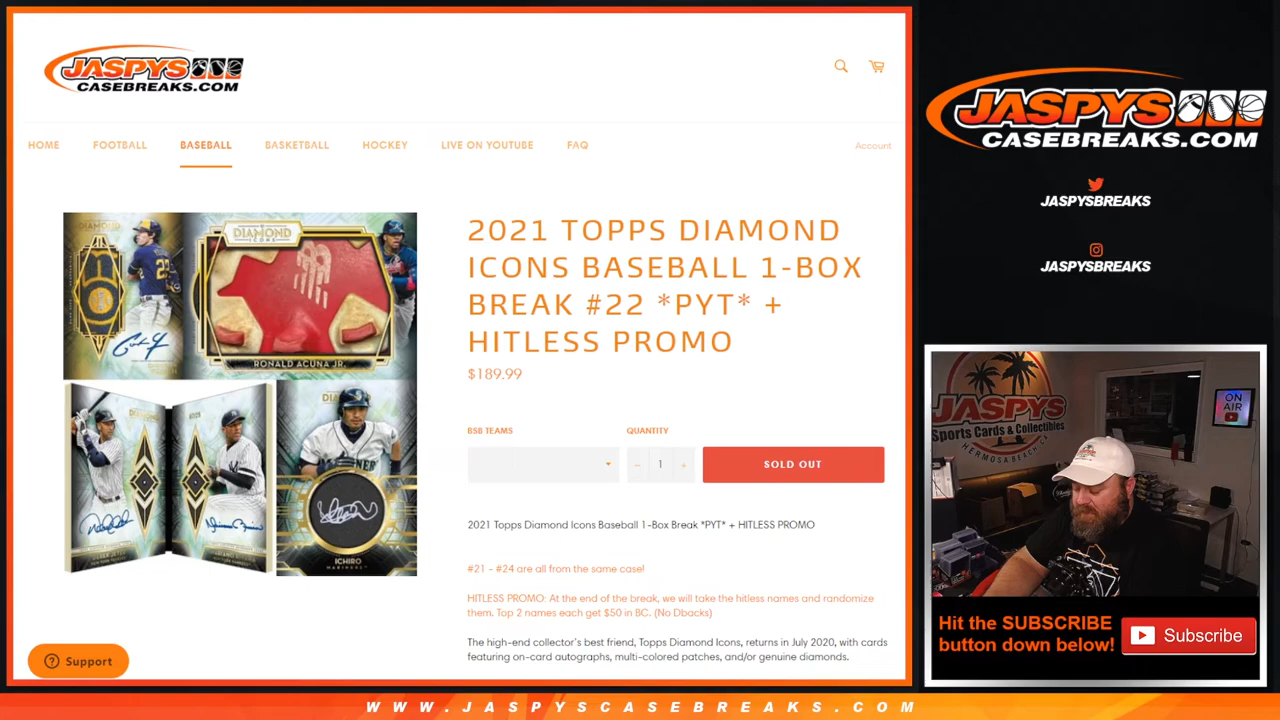 JASPYS
CASEBREAKS.COM
HOME FOOTBALL BASEBALL BASKETBALL HOCKEY LIVE ON YOUTUBE FAQ Account
DIAMOND
ICONS
RONALD ACUNA JR.
ICHIRO
MARINERS
2021 TOPPS DIAMOND
ICONS BASEBALL 1-BOX
BREAK #22 *PYT* +
HITLESS PROMO
$189.99
BSB TEAMS QUANTITY
− 1 + SOLD OUT
2021 Topps Diamond Icons Baseball 1-Box Break *PYT* + HITLESS PROMO
#21 - #24 are all from the same case!
HITLESS PROMO: At the end of the break, we will take the hitless names and randomize
them. Top 2 names each get $50 in BC. (No Dbacks)
The high-end collector's best friend, Topps Diamond Icons, returns in July 2020, with cards
featuring on-card autographs, multi-colored patches, and/or genuine diamonds.
Support
JASPYS
CASEBREAKS.COM
JASPYSBREAKS
JASPYSBREAKS
JASPYS
Sports Cards & Collectibles
HERMOSA BEACH CA
ON
AIR
Hit the SUBSCRIBE
button down below!
Subscribe
WWW.JASPYSCASEBREAKS.COM